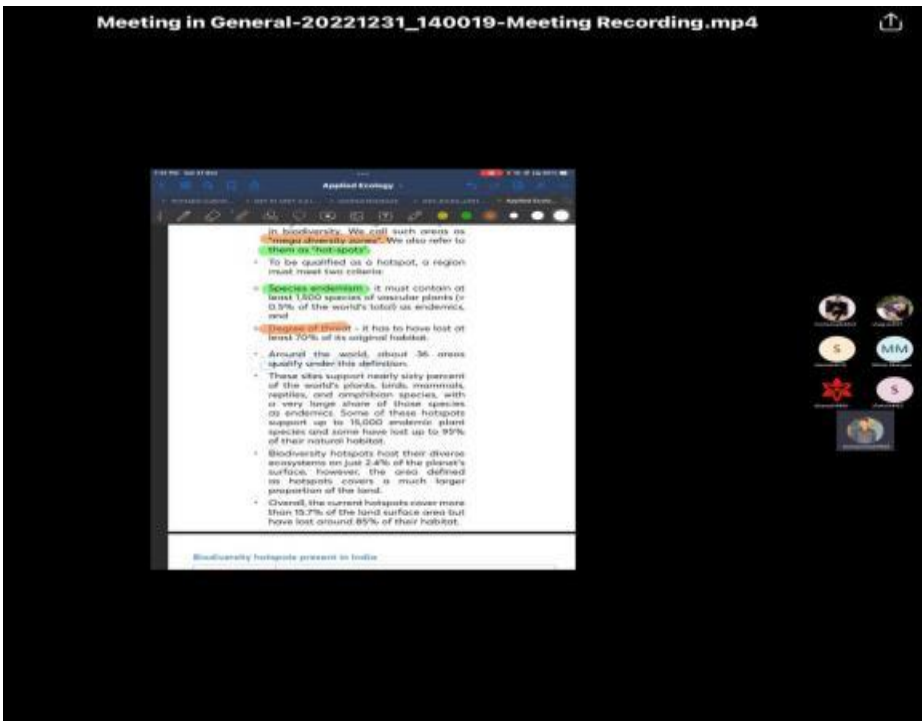 Meeting in General-20221231_140019-Meeting Recording.mp4
Applied Ecology
in biodiversity. We call such areas as
"mega diversity zones". We also refer to
them as "hot-spots".
To be qualified as a hotspot, a region
must meet two criteria:
Species endemism - it must contain at
least 1,500 species of vascular plants (>
0.5% of the world's total) as endemics,
and
Degree of threat - it has to have lost at
least 70% of its original habitat.
Around the world, about 36 areas
qualify under this definition.
These sites support nearly sixty percent
of the world's plants, birds, mammals,
reptiles, and amphibian species, with
a very large share of those species
as endemics. Some of these hotspots
support up to 15,000 endemic plant
species and some have lost up to 95%
of their natural habitat.
Biodiversity hotspots host their diverse
ecosystems on just 2.4% of the planet's
surface, however, the area defined
as hotspots covers a much larger
proportion of the land.
Overall, the current hotspots cover more
than 15.7% of the land surface area but
have lost around 85% of their habitat.
Biodiversity hotspots present in India
S
MM
S